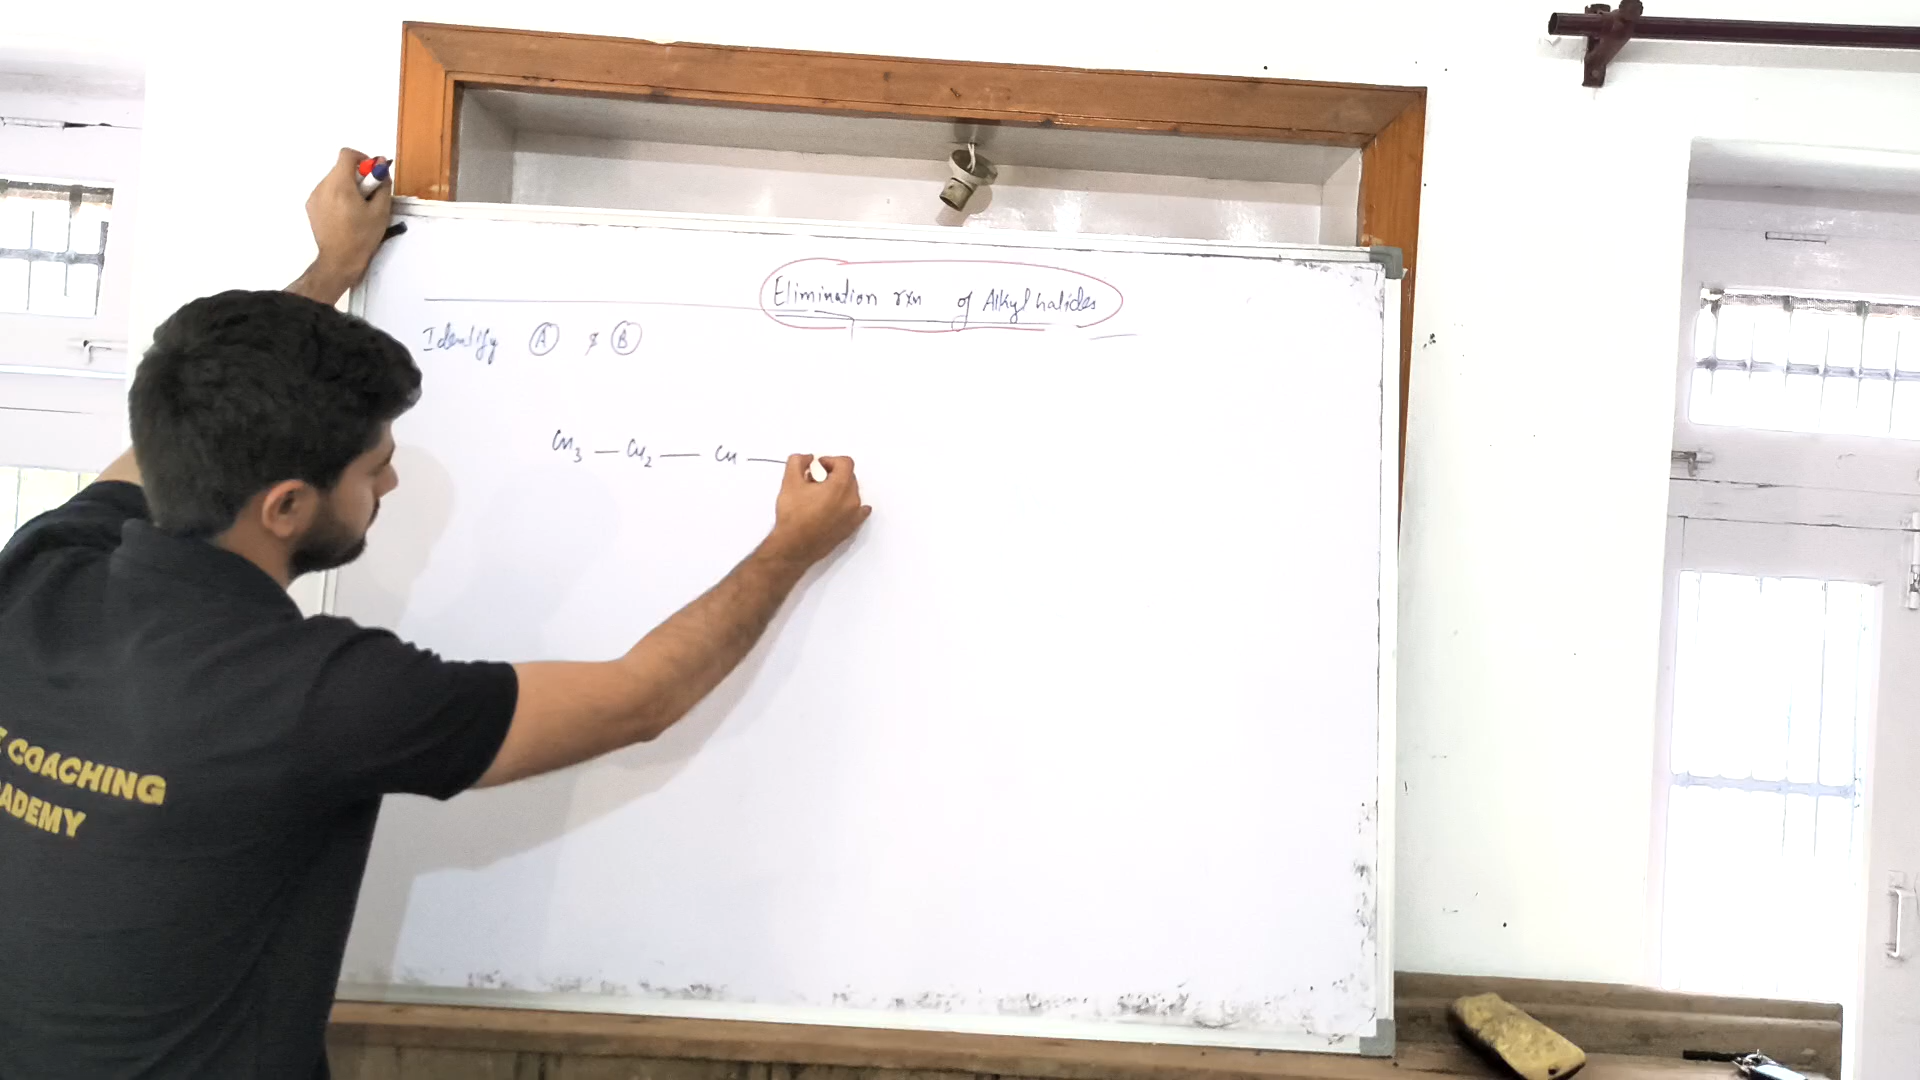 Elimination rxn of Alkyl halides
Identify A & B
CH3 — CH2 — CH —
COACHING
ADEMY